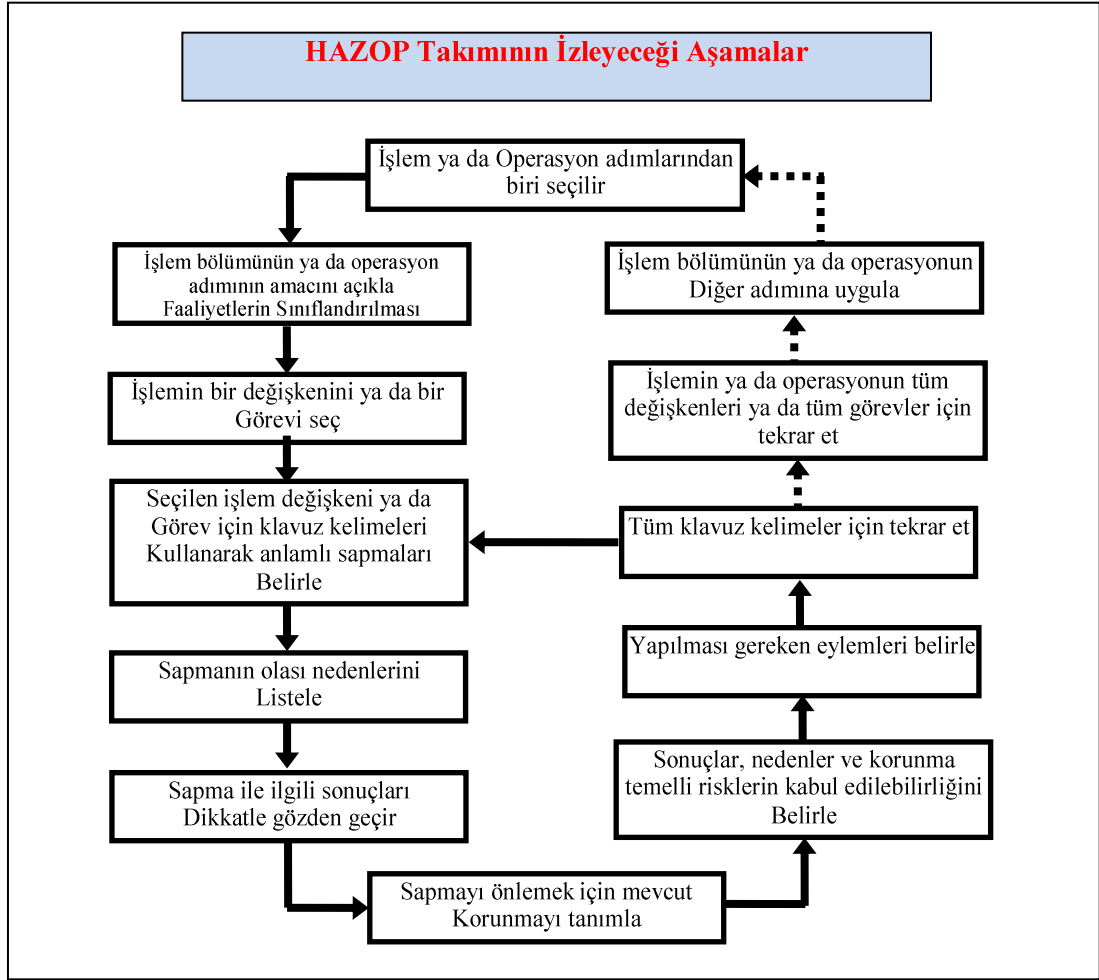 HAZOP Takımının İzleyeceği Aşamalar
İşlem ya da Operasyon adımlarından
biri seçilir
İşlem bölümünün ya da operasyon
adımının amacını açıkla
Faaliyetlerin Sınıflandırılması
İşlemin bir değişkenini ya da bir
Görevi seç
Seçilen işlem değişkeni ya da
Görev için klavuz kelimeleri
Kullanarak anlamlı sapmaları
Belirle
Sapmanın olası nedenlerini
Listele
Sapma ile ilgili sonuçları
Dikkatle gözden geçir
Sapmayı önlemek için mevcut
Korunmayı tanımla
Sonuçlar, nedenler ve korunma
temelli risklerin kabul edilebilirliğini
Belirle
Yapılması gereken eylemleri belirle
Tüm klavuz kelimeler için tekrar et
İşlemin ya da operasyonun tüm
değişkenleri ya da tüm görevler için
tekrar et
İşlem bölümünün ya da operasyonun
Diğer adımına uygula